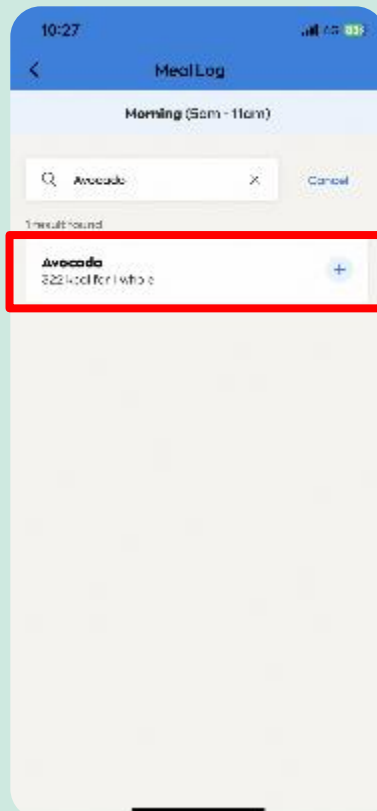 10:27
Meal Log
Morning (5am - 11am)
Avocado
Cancel
1 result found
Avocado
322 kcal for 1 whole